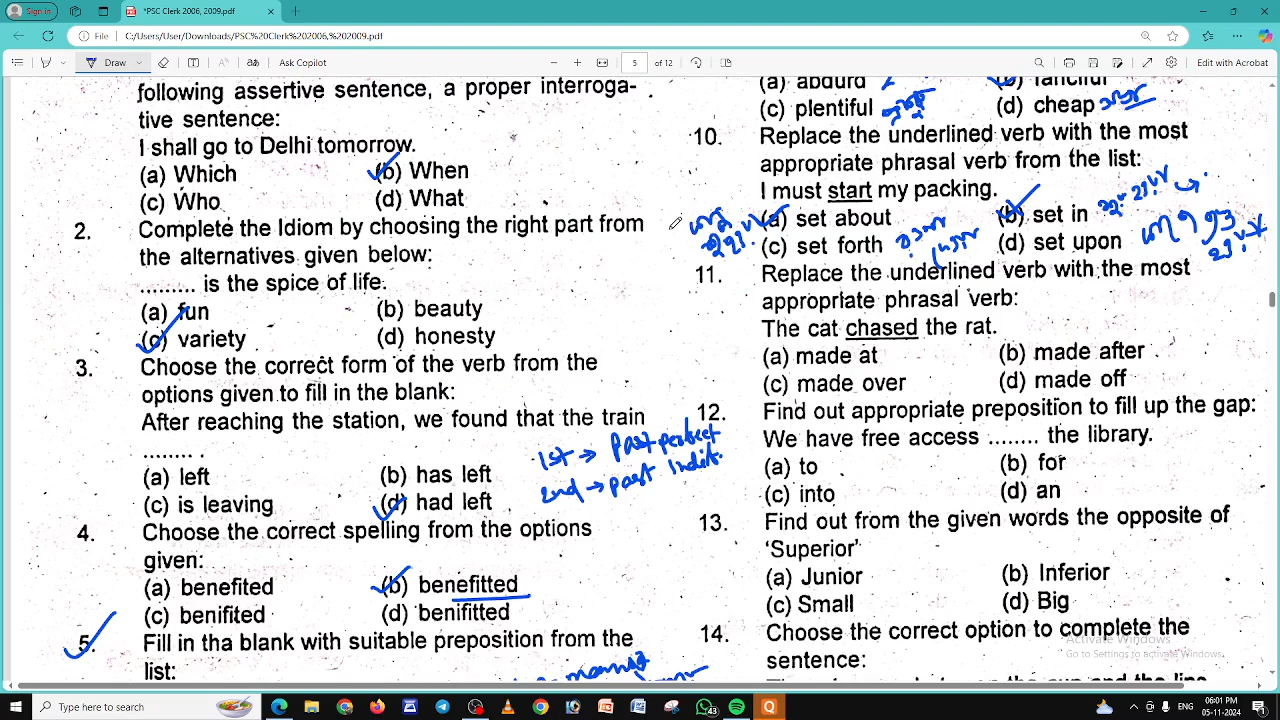 Sign in
*PSC Clerk 2006, 2009.pdf
File
C:/Users/User/Downloads/PSC%20Clerk%202006,%202009.pdf
Draw
Ask Copilot
5
of 12
Edit with Acrobat
following assertive sentence, a proper interroga-
tive sentence:
I shall go to Delhi tomorrow.
(a) Which
(b) When
(c) Who
(d) What
2. Complete the Idiom by choosing the right part from
the alternatives given below:
......... is the spice of life.
(a) fun
(b) beauty
(c) variety
(d) honesty
3. Choose the correct form of the verb from the
options given to fill in the blank:
After reaching the station, we found that the train
........ .
(a) left
(b) has left
(c) is leaving
(d) had left
1st → Past perfect
2nd → past Indit.
4. Choose the correct spelling from the options
given:
(a) benefited
(b) benefitted
(c) benifited
(d) benifitted
5. Fill in tha blank with suitable preposition from the
list:
(a) abdurd
(b) fanciful
(c) plentiful
(d) cheap
10. Replace the underlined verb with the most
appropriate phrasal verb from the list:
I must start my packing.
(a) set about
(b) set in
(c) set forth
(d) set upon
11. Replace the underlined verb with the most
appropriate phrasal verb:
The cat chased the rat.
(a) made at
(b) made after
(c) made over
(d) made off
12. Find out appropriate preposition to fill up the gap:
We have free access ........ the library.
(a) to
(b) for
(c) into
(d) an
13. Find out from the given words the opposite of
'Superior'
(a) Junior
(b) Inferior
(c) Small
(d) Big
14. Choose the correct option to complete the
sentence:
Activate Windows
Go to Settings to activate Windows.
Type here to search
43
ENG
06:01 PM
05-11-2024